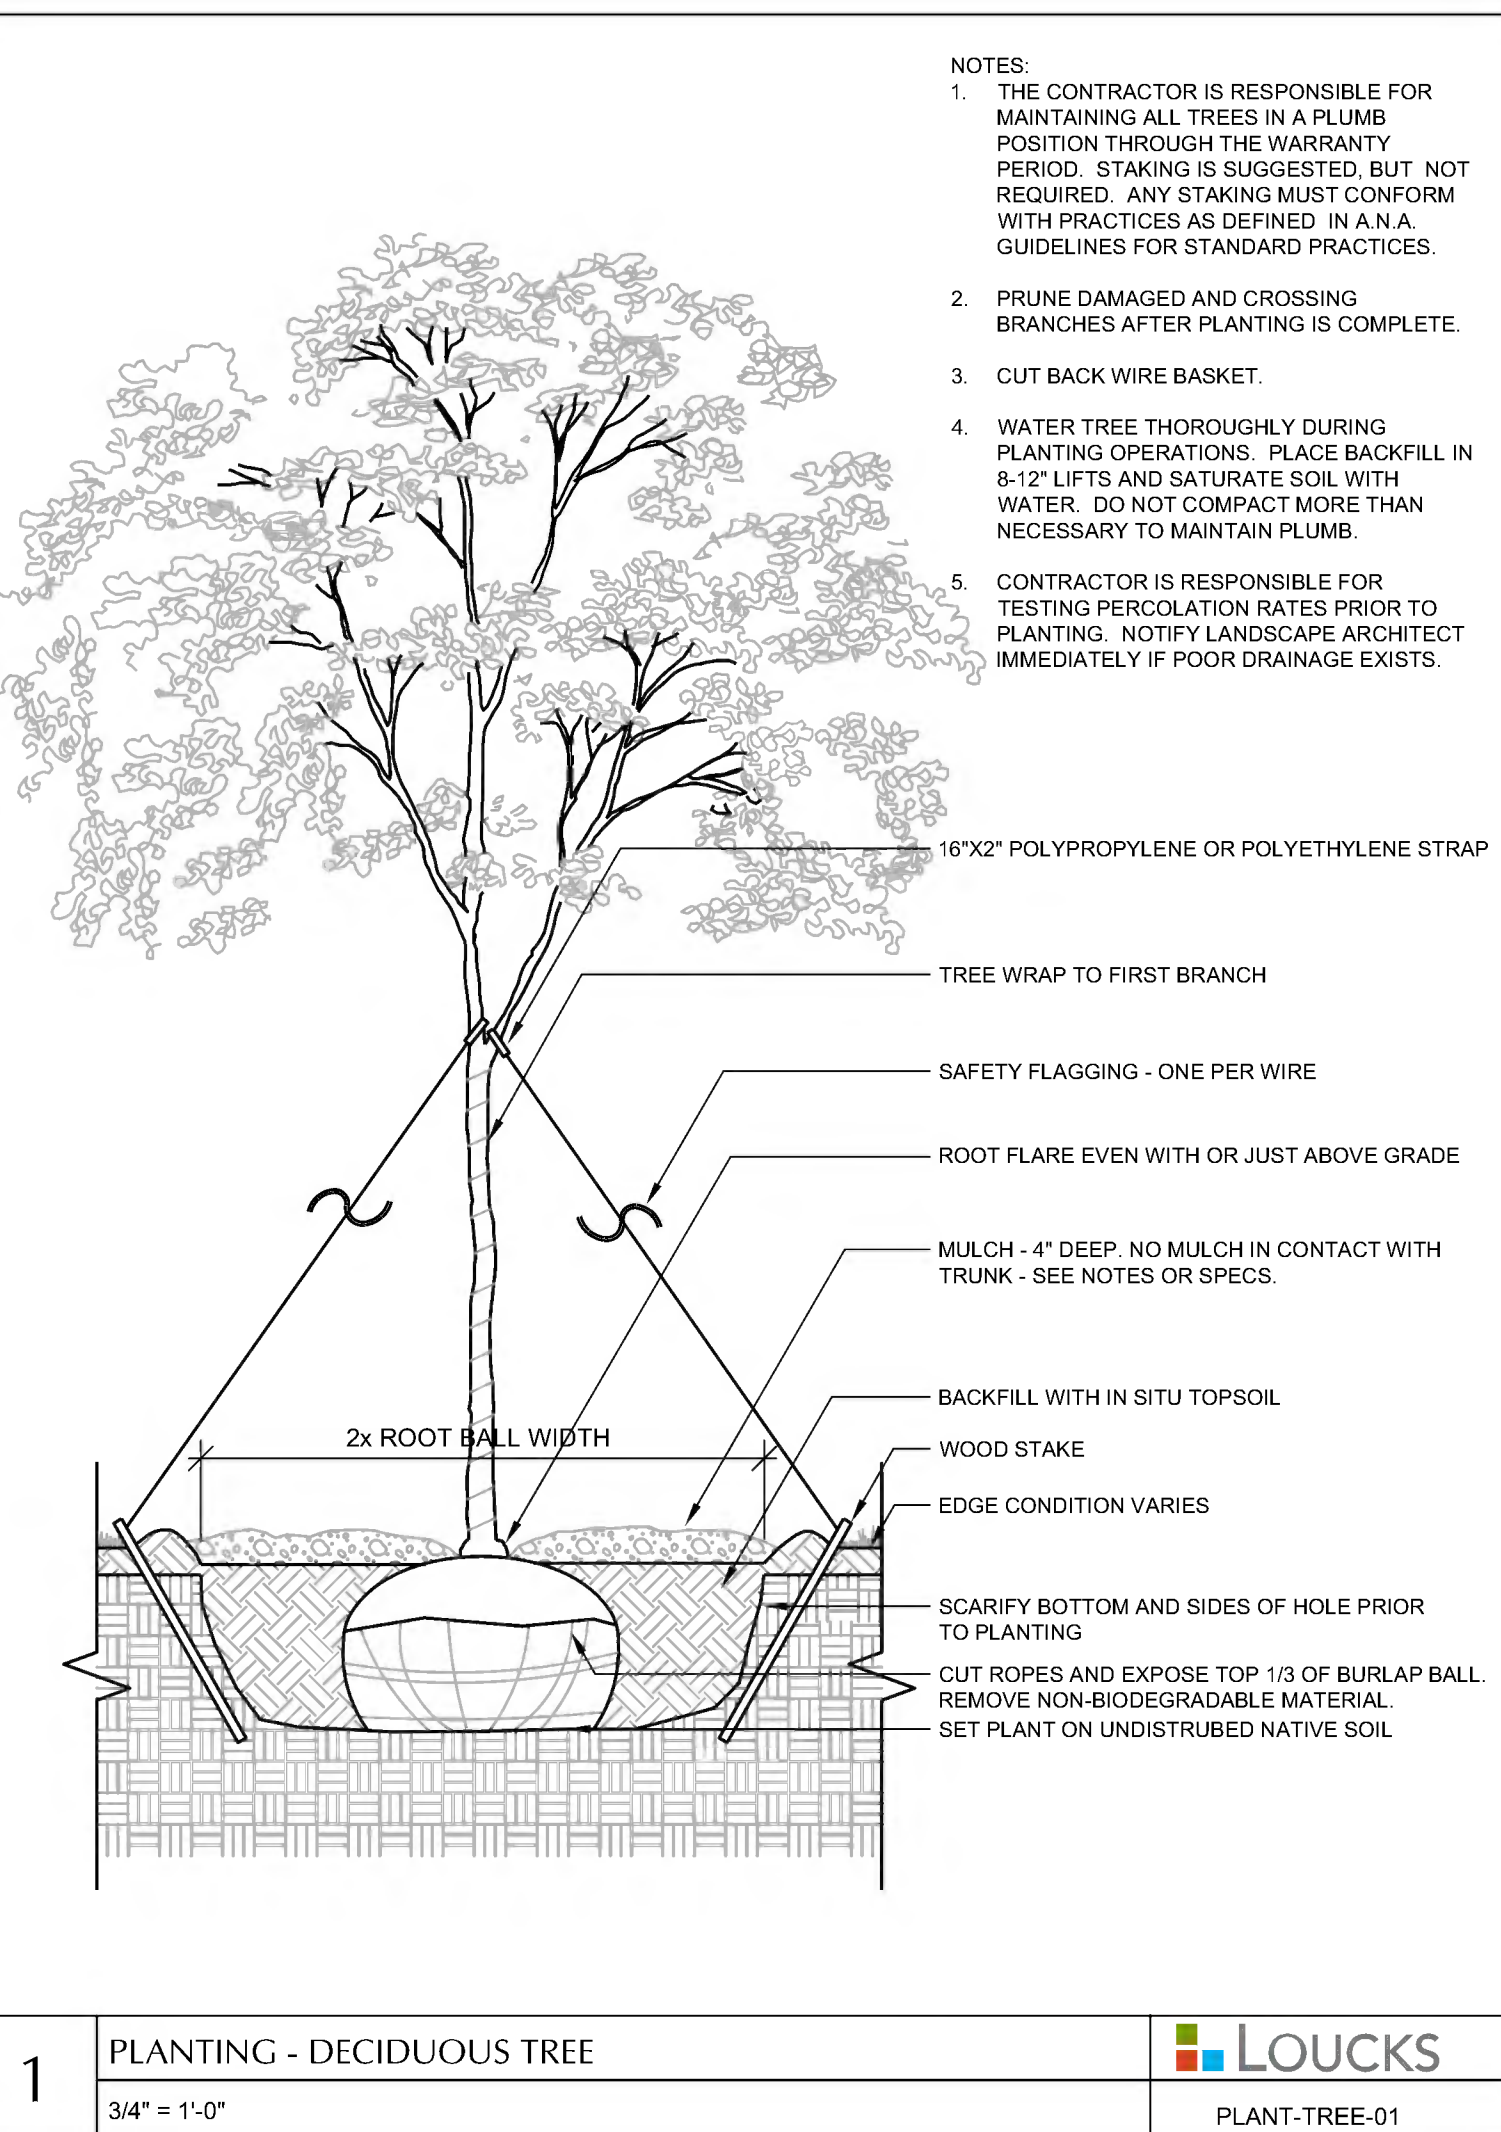 NOTES:
1. THE CONTRACTOR IS RESPONSIBLE FOR
MAINTAINING ALL TREES IN A PLUMB
POSITION THROUGH THE WARRANTY
PERIOD. STAKING IS SUGGESTED, BUT NOT
REQUIRED. ANY STAKING MUST CONFORM
WITH PRACTICES AS DEFINED IN A.N.A.
GUIDELINES FOR STANDARD PRACTICES.
2. PRUNE DAMAGED AND CROSSING
BRANCHES AFTER PLANTING IS COMPLETE.
3. CUT BACK WIRE BASKET.
4. WATER TREE THOROUGHLY DURING
PLANTING OPERATIONS. PLACE BACKFILL IN
8-12" LIFTS AND SATURATE SOIL WITH
WATER. DO NOT COMPACT MORE THAN
NECESSARY TO MAINTAIN PLUMB.
5. CONTRACTOR IS RESPONSIBLE FOR
TESTING PERCOLATION RATES PRIOR TO
PLANTING. NOTIFY LANDSCAPE ARCHITECT
IMMEDIATELY IF POOR DRAINAGE EXISTS.
16"X2" POLYPROPYLENE OR POLYETHYLENE STRAP
TREE WRAP TO FIRST BRANCH
SAFETY FLAGGING - ONE PER WIRE
ROOT FLARE EVEN WITH OR JUST ABOVE GRADE
MULCH - 4" DEEP. NO MULCH IN CONTACT WITH
TRUNK - SEE NOTES OR SPECS.
BACKFILL WITH IN SITU TOPSOIL
2x ROOT BALL WIDTH
WOOD STAKE
EDGE CONDITION VARIES
SCARIFY BOTTOM AND SIDES OF HOLE PRIOR
TO PLANTING
CUT ROPES AND EXPOSE TOP 1/3 OF BURLAP BALL.
REMOVE NON-BIODEGRADABLE MATERIAL.
SET PLANT ON UNDISTRUBED NATIVE SOIL
1
PLANTING - DECIDUOUS TREE
LOUCKS
3/4" = 1'-0"
PLANT-TREE-01